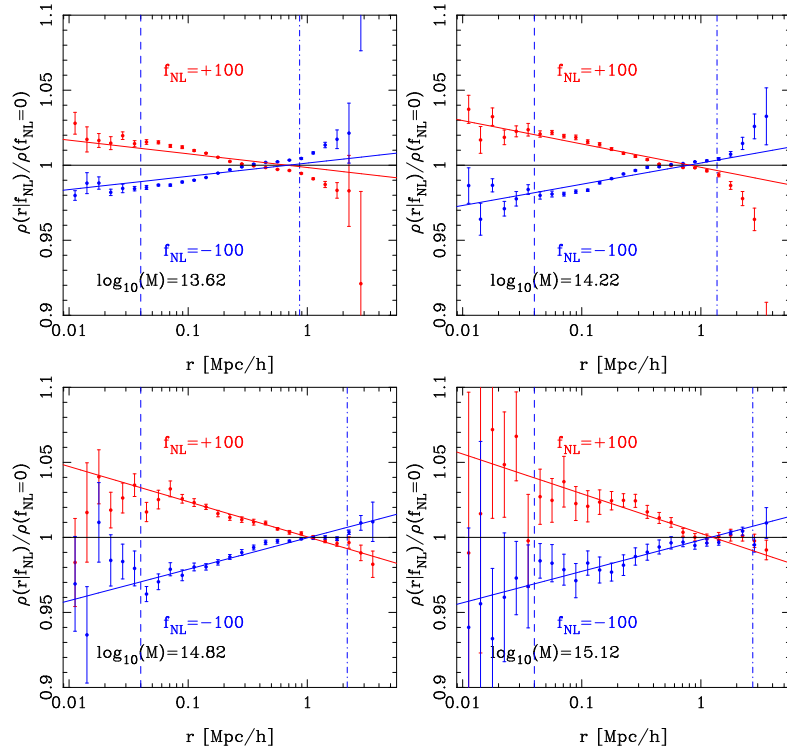 1.1
1.05
1
0.95
0.9
ρ(r|f_NL)/ρ(f_NL=0)
f_NL=+100
f_NL=−100
log_10(M)=13.62
0.01 0.1 1
r [Mpc/h]
1.1
1.05
1
0.95
0.9
ρ(r|f_NL)/ρ(f_NL=0)
f_NL=+100
f_NL=−100
log_10(M)=14.22
0.01 0.1 1
r [Mpc/h]
1.1
1.05
1
0.95
0.9
ρ(r|f_NL)/ρ(f_NL=0)
f_NL=+100
f_NL=−100
log_10(M)=14.82
0.01 0.1 1
r [Mpc/h]
1.1
1.05
1
0.95
0.9
ρ(r|f_NL)/ρ(f_NL=0)
f_NL=+100
f_NL=−100
log_10(M)=15.12
0.01 0.1 1
r [Mpc/h]